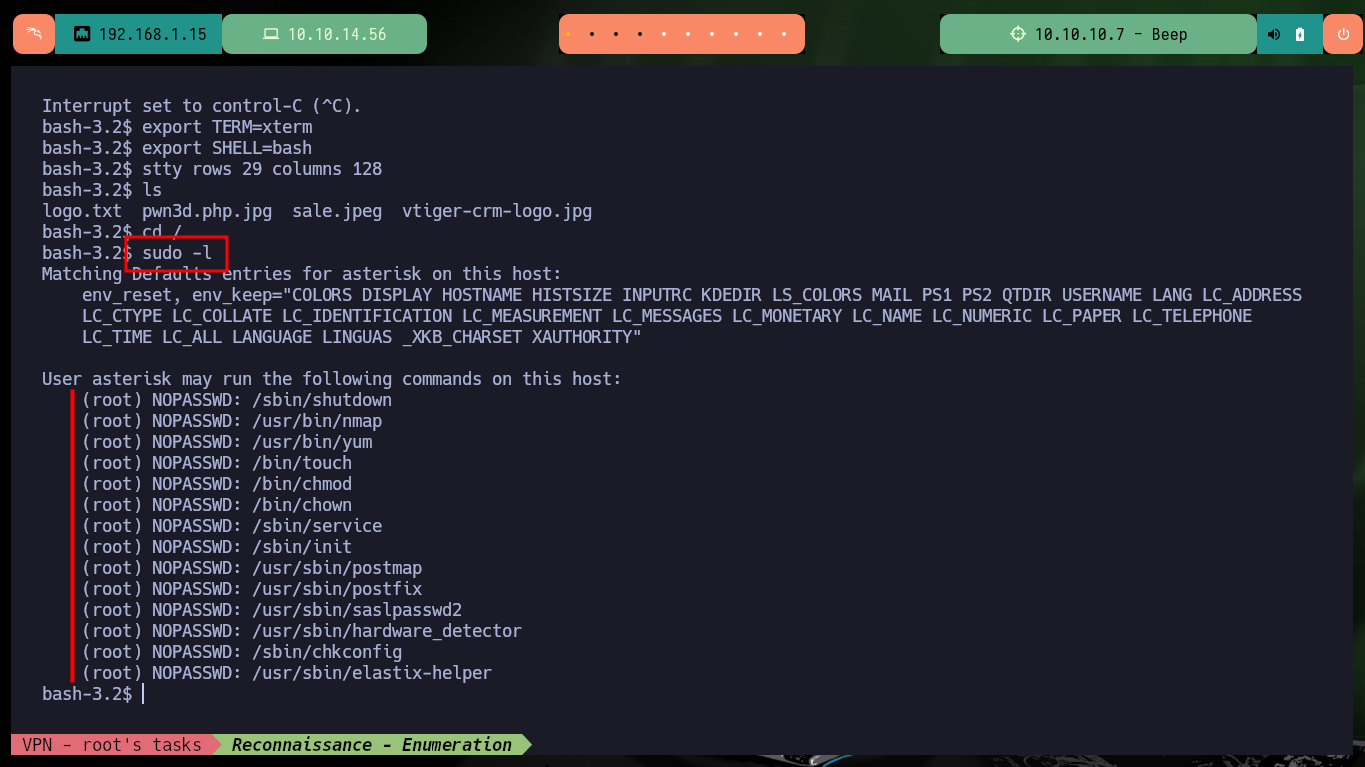 192.168.1.15 10.10.14.56 10.10.10.7 - Beep
Interrupt set to control-C (^C).
bash-3.2$ export TERM=xterm
bash-3.2$ export SHELL=bash
bash-3.2$ stty rows 29 columns 128
bash-3.2$ ls
logo.txt  pwn3d.php.jpg  sale.jpeg  vtiger-crm-logo.jpg
bash-3.2$ cd /
bash-3.2$ sudo -l
Matching Defaults entries for asterisk on this host:
    env_reset, env_keep="COLORS DISPLAY HOSTNAME HISTSIZE INPUTRC KDEDIR LS_COLORS MAIL PS1 PS2 QTDIR USERNAME LANG LC_ADDRESS
    LC_CTYPE LC_COLLATE LC_IDENTIFICATION LC_MEASUREMENT LC_MESSAGES LC_MONETARY LC_NAME LC_NUMERIC LC_PAPER LC_TELEPHONE
    LC_TIME LC_ALL LANGUAGE LINGUAS _XKB_CHARSET XAUTHORITY"
User asterisk may run the following commands on this host:
    (root) NOPASSWD: /sbin/shutdown
    (root) NOPASSWD: /usr/bin/nmap
    (root) NOPASSWD: /usr/bin/yum
    (root) NOPASSWD: /bin/touch
    (root) NOPASSWD: /bin/chmod
    (root) NOPASSWD: /bin/chown
    (root) NOPASSWD: /sbin/service
    (root) NOPASSWD: /sbin/init
    (root) NOPASSWD: /usr/sbin/postmap
    (root) NOPASSWD: /usr/sbin/postfix
    (root) NOPASSWD: /usr/sbin/saslpasswd2
    (root) NOPASSWD: /usr/sbin/hardware_detector
    (root) NOPASSWD: /sbin/chkconfig
    (root) NOPASSWD: /usr/sbin/elastix-helper
bash-3.2$
VPN - root's tasks Reconnaissance - Enumeration